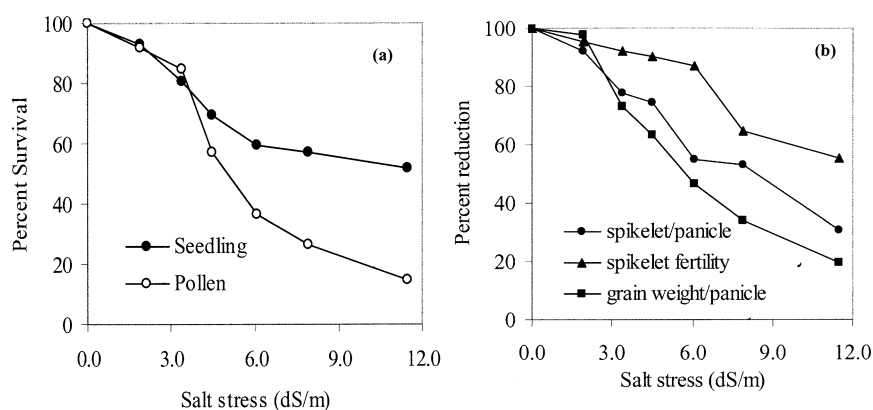 100
80
60
40
20
0
Percent Survival
(a)
Seedling
Pollen
0.0 3.0 6.0 9.0 12.0
Salt stress (dS/m)
100
80
60
40
20
0
Percent reduction
(b)
spikelet/panicle
spikelet fertility
grain weight/panicle
0.0 3.0 6.0 9.0 12.0
Salt stress (dS/m)